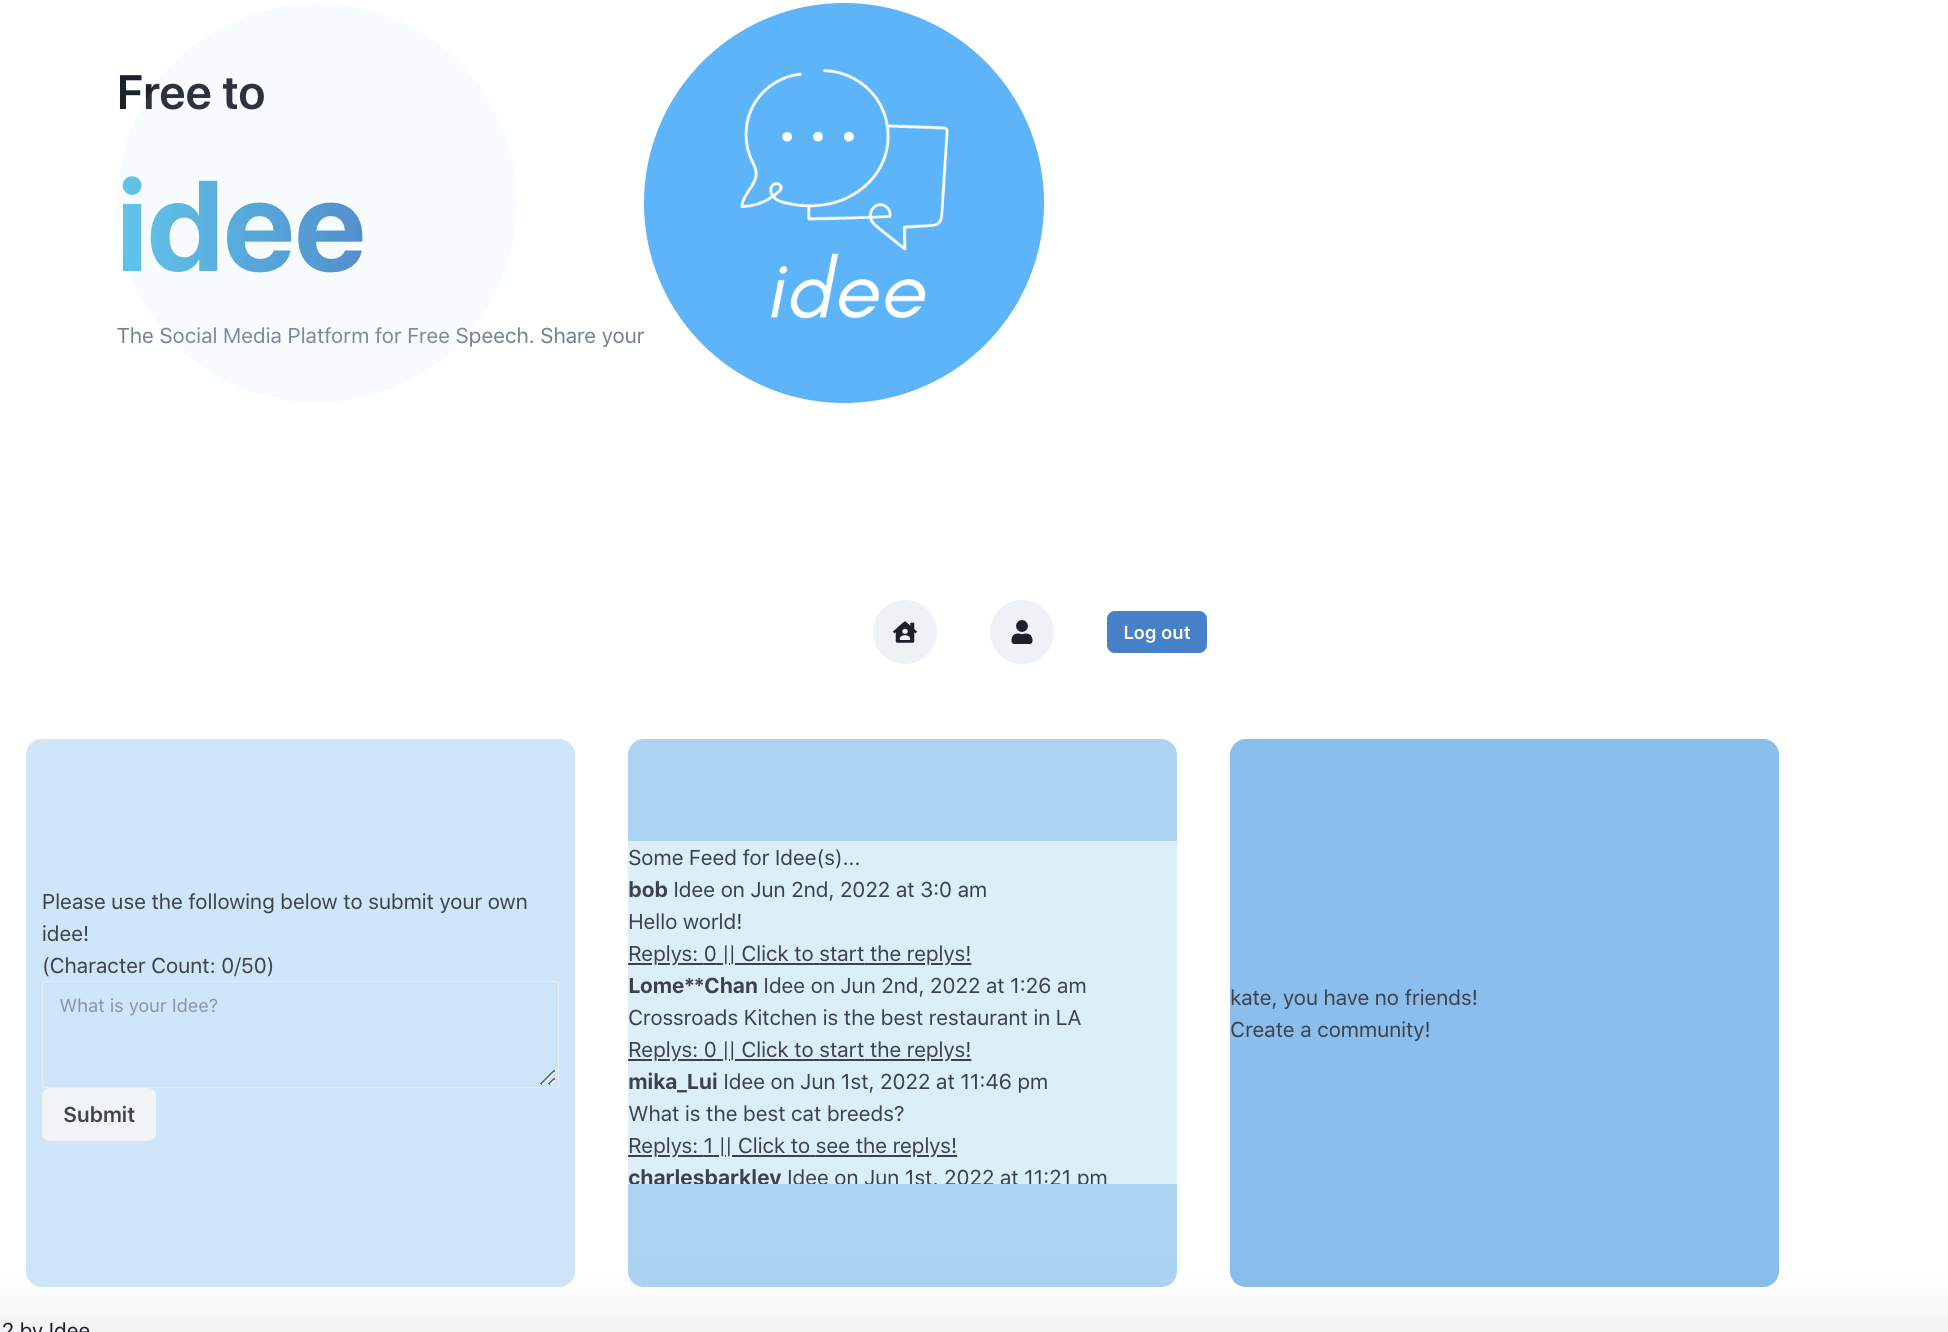 Free to
idee
The Social Media Platform for Free Speech. Share your
idee
Log out
Please use the following below to submit your own
idee!
(Character Count: 0/50)
What is your Idee?
Submit
Some Feed for Idee(s)...
bob Idee on Jun 2nd, 2022 at 3:0 am
Hello world!
Replys: 0 || Click to start the replys!
Lome**Chan Idee on Jun 2nd, 2022 at 1:26 am
Crossroads Kitchen is the best restaurant in LA
Replys: 0 || Click to start the replys!
mika_Lui Idee on Jun 1st, 2022 at 11:46 pm
What is the best cat breeds?
Replys: 1 || Click to see the replys!
charlesbarkley Idee on Jun 1st, 2022 at 11:21 pm
kate, you have no friends!
Create a community!
2 by Idee